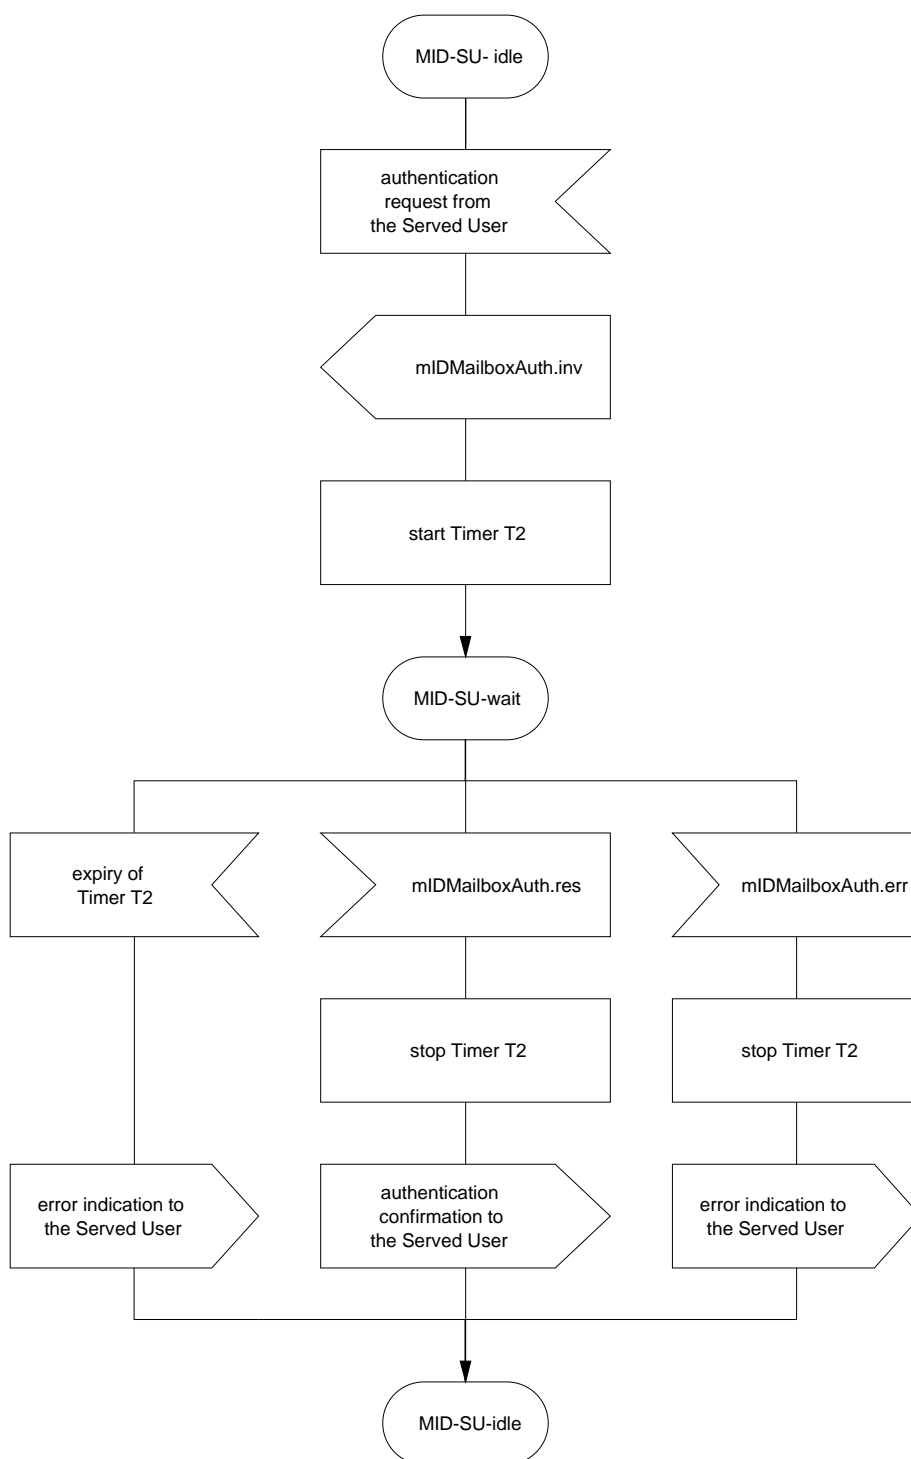 MID-SU- idle
authentication
request from
the Served User
mIDMailboxAuth.inv
start Timer T2
MID-SU-wait
expiry of
Timer T2
mIDMailboxAuth.res
mIDMailboxAuth.err
stop Timer T2
stop Timer T2
error indication to
the Served User
authentication
confirmation to
the Served User
error indication to
the Served User
MID-SU-idle